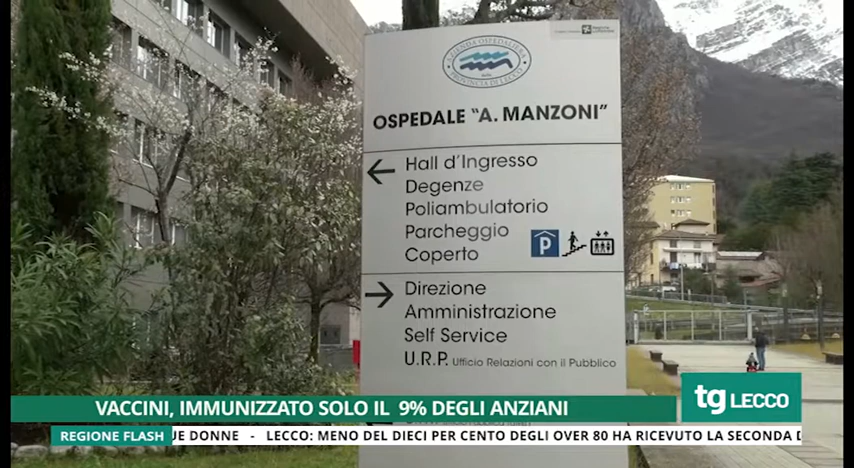 AZIENDA OSPEDALIERA
PROVINCIA DI LECCO
OSPEDALE "A. MANZONI"
Hall d'Ingresso
Degenze
Poliambulatorio
Parcheggio
Coperto
P
Direzione
Amministrazione
Self Service
U.R.P. Ufficio Relazioni con il Pubblico
VACCINI, IMMUNIZZATO SOLO IL 9% DEGLI ANZIANI
tg LECCO
REGIONE FLASH
UE DONNE - LECCO: MENO DEL DIECI PER CENTO DEGLI OVER 80 HA RICEVUTO LA SECONDA D